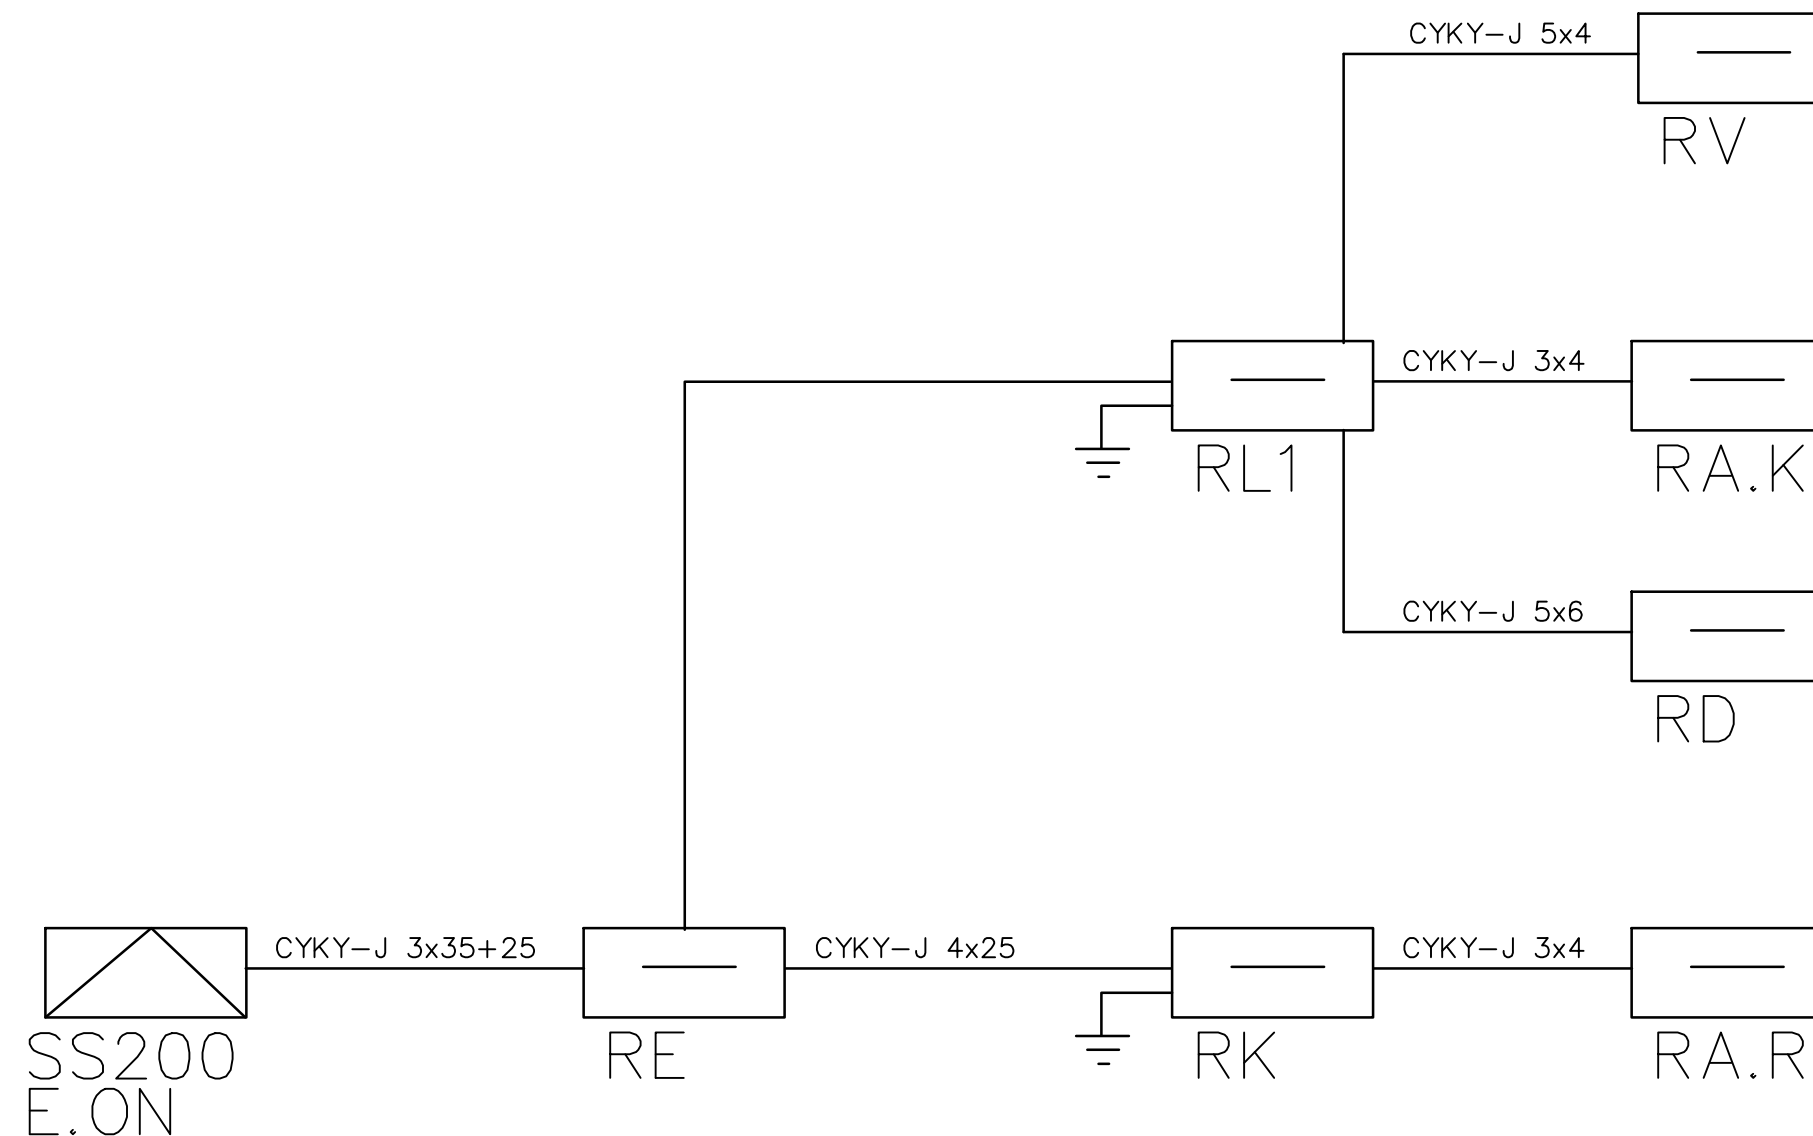 CYKY-J 5x4
RV
CYKY-J 3x4
RL1
RA.K
CYKY-J 5x6
RD
CYKY-J 3x35+25
CYKY-J 4x25
CYKY-J 3x4
SS200
E.ON
RE
RK
RA.R